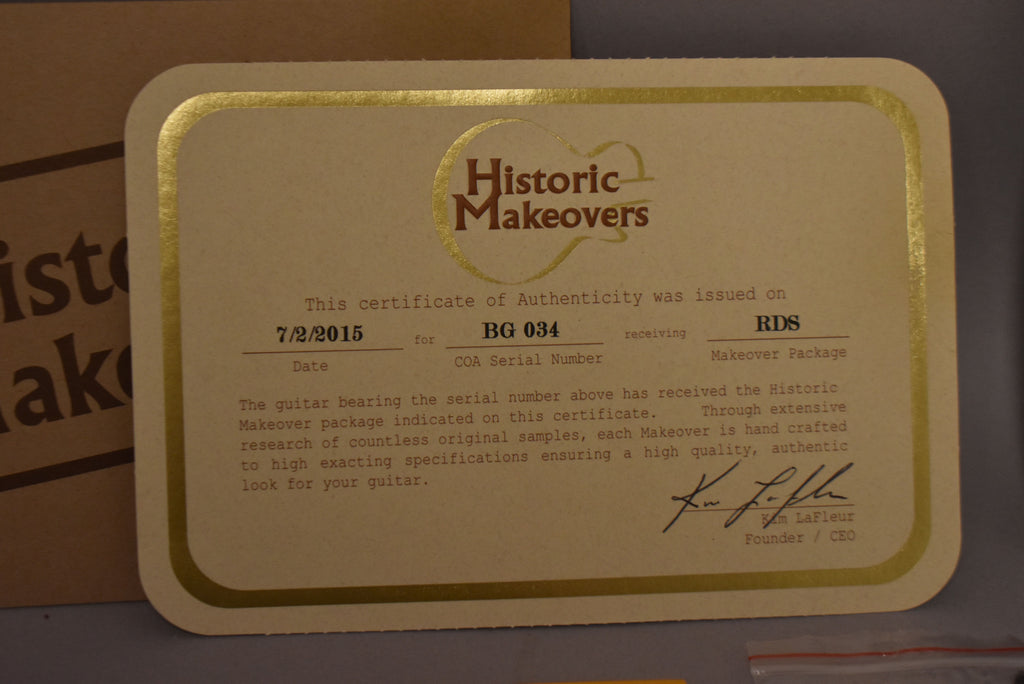 Historic
Makeovers
This certificate of Authenticity was issued on
7/2/2015 for BG 034 receiving RDS
Date COA Serial Number Makeover Package
The guitar bearing the serial number above has received the Historic
Makeover package indicated on this certificate. Through extensive
research of countless original samples, each Makeover is hand crafted
to high exacting specifications ensuring a high quality, authentic
look for your guitar.
Kim LaFleur
Kim LaFleur
Founder / CEO
isto
ake